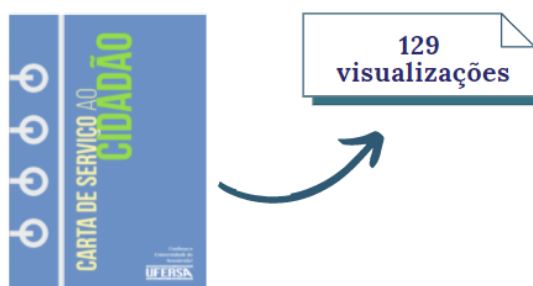 CARTA DE SERVIÇO AO
CIDADÃO
UFERSA
129
visualizações